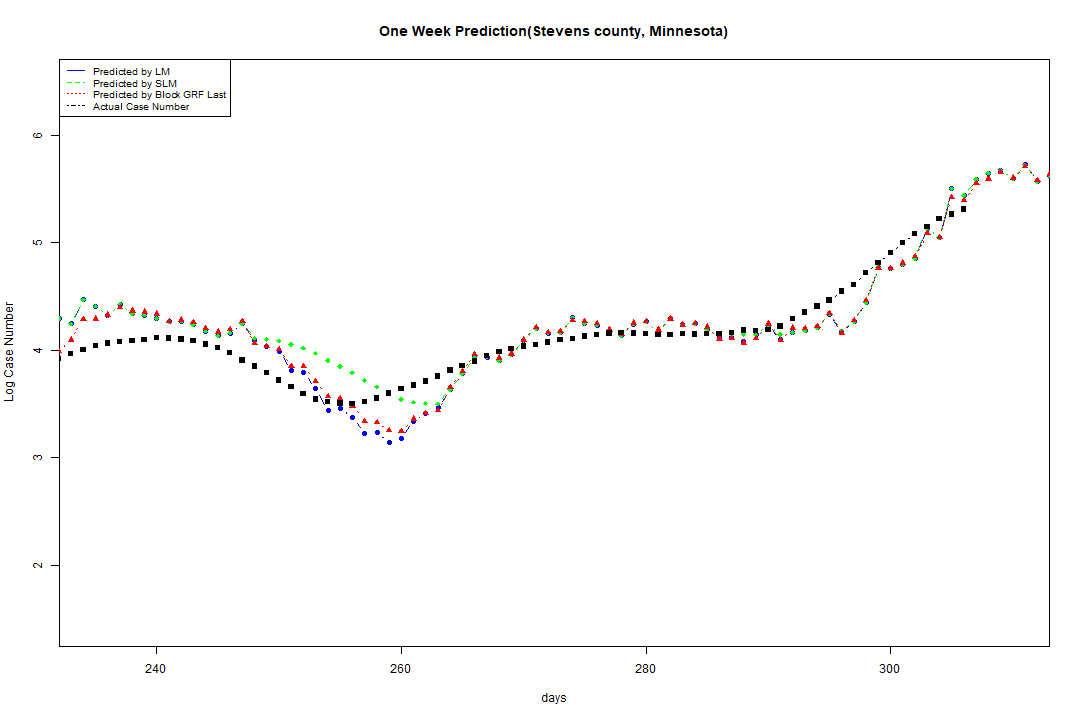 One Week Prediction(Stevens county, Minnesota)
Predicted by LM
Predicted by SLM
Predicted by Block GRF Last
Actual Case Number
6
5
4
3
2
Log Case Number
240 260 280 300
days